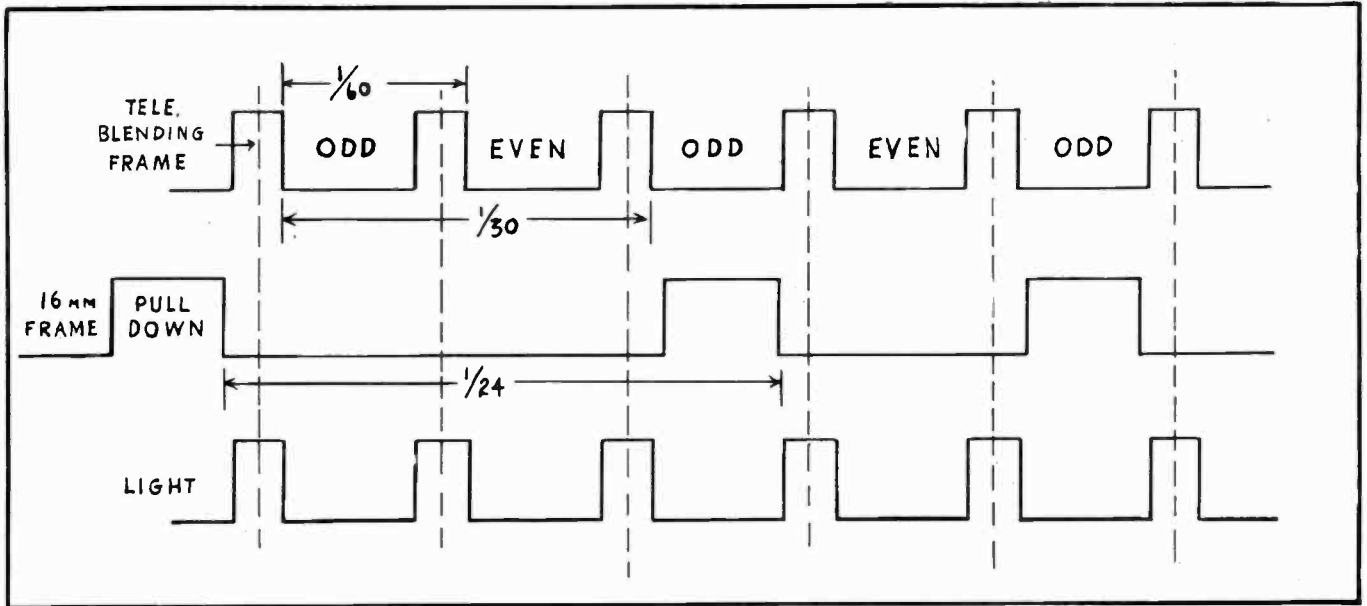 1/60
TELE.
BLENDING
FRAME
ODD EVEN ODD EVEN ODD
1/30
16 MM
FRAME
PULL
DOWN
1/24
LIGHT